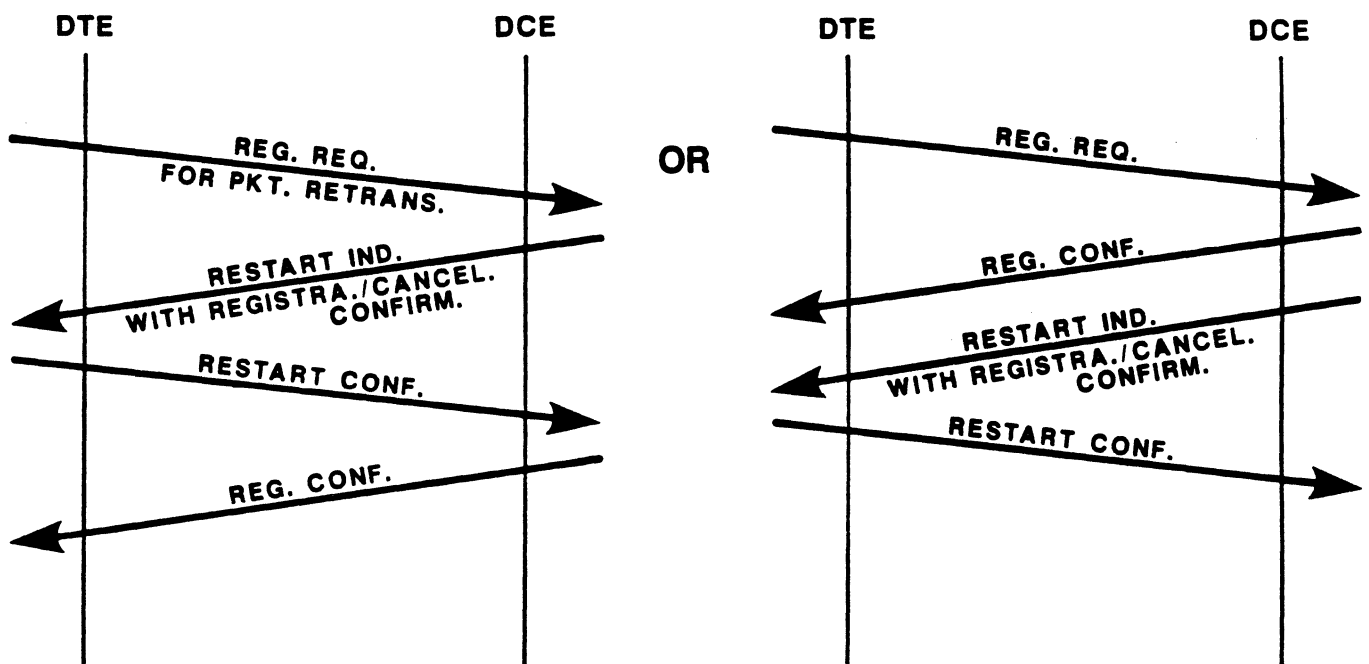 DTE
DCE
REG. REQ.
FOR PKT. RETRANS.
RESTART IND.
WITH REGISTRA./CANCEL.
CONFIRM.
RESTART CONF.
REG. CONF.
OR
DTE
DCE
REG. REQ.
REG. CONF.
RESTART IND.
WITH REGISTRA./CANCEL.
CONFIRM.
RESTART CONF.